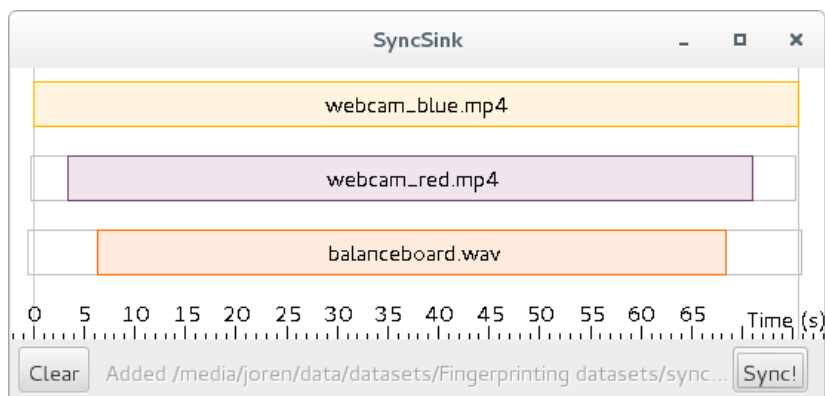 SyncSink
webcam_blue.mp4
webcam_red.mp4
balanceboard.wav
0 5 10 15 20 25 30 35 40 45 50 55 60 65 Time (s)
Clear Added /media/joren/data/datasets/Fingerprinting datasets/sync... Sync!